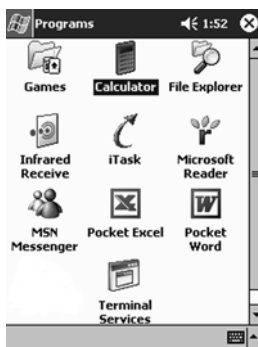 Programs 1:52
Games Calculator File Explorer
Infrared Receive iTask Microsoft Reader
MSN Messenger Pocket Excel Pocket Word
Terminal Services